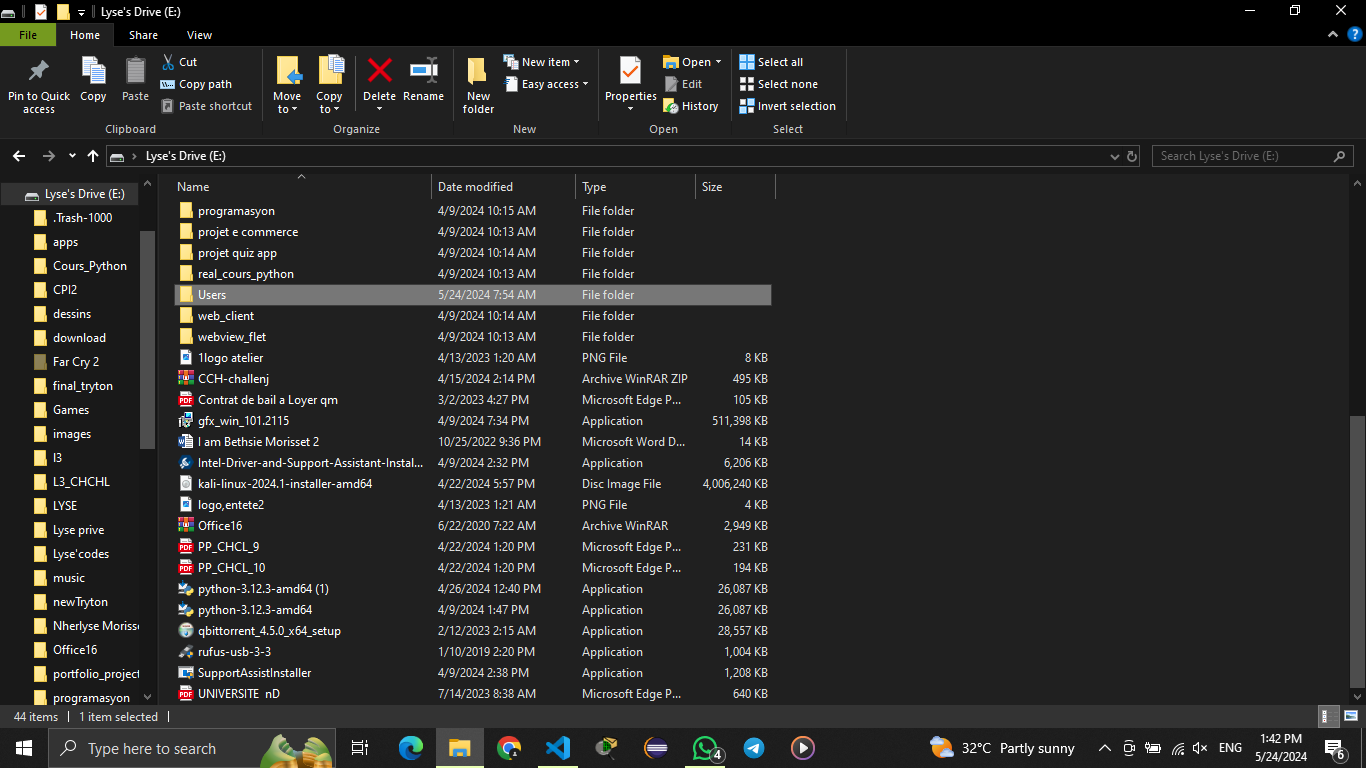 Lyse's Drive (E:)
File Home Share View
Pin to Quick access
Copy
Paste
Cut
Copy path
Paste shortcut
Clipboard
Move to
Copy to
Delete
Rename
Organize
New folder
New item
Easy access
New
Properties
Open
Edit
History
Open
Select all
Select none
Invert selection
Select
Lyse's Drive (E:)
Search Lyse's Drive (E:)
Lyse's Drive (E:)
.Trash-1000
apps
Cours_Python
CPI2
dessins
download
Far Cry 2
final_tryton
Games
images
l3
L3_CHCHL
LYSE
Lyse prive
Lyse'codes
music
newTryton
Nherlyse Morisse
Office16
portfolio_project
programasyon
Name Date modified Type Size
programasyon 4/9/2024 10:15 AM File folder
projet e commerce 4/9/2024 10:13 AM File folder
projet quiz app 4/9/2024 10:14 AM File folder
real_cours_python 4/9/2024 10:13 AM File folder
Users 5/24/2024 7:54 AM File folder
web_client 4/9/2024 10:14 AM File folder
webview_flet 4/9/2024 10:13 AM File folder
1logo atelier 4/13/2023 1:20 AM PNG File 8 KB
CCH-challenj 4/15/2024 2:14 PM Archive WinRAR ZIP 495 KB
Contrat de bail a Loyer qm 3/2/2023 4:27 PM Microsoft Edge P... 105 KB
gfx_win_101.2115 4/9/2024 7:34 PM Application 511,398 KB
I am Bethsie Morisset 2 10/25/2022 9:36 PM Microsoft Word D... 14 KB
Intel-Driver-and-Support-Assistant-Instal... 4/9/2024 2:32 PM Application 6,206 KB
kali-linux-2024.1-installer-amd64 4/22/2024 5:57 PM Disc Image File 4,006,240 KB
logo,entete2 4/13/2023 1:21 AM PNG File 4 KB
Office16 6/22/2020 7:22 AM Archive WinRAR 2,949 KB
PP_CHCL_9 4/22/2024 1:20 PM Microsoft Edge P... 231 KB
PP_CHCL_10 4/22/2024 1:20 PM Microsoft Edge P... 194 KB
python-3.12.3-amd64 (1) 4/26/2024 12:40 PM Application 26,087 KB
python-3.12.3-amd64 4/9/2024 1:47 PM Application 26,087 KB
qbittorrent_4.5.0_x64_setup 2/12/2023 2:15 AM Application 28,557 KB
rufus-usb-3-3 1/10/2019 2:20 PM Application 1,004 KB
SupportAssistInstaller 4/9/2024 2:38 PM Application 1,208 KB
UNIVERSITE nD 7/14/2023 8:38 AM Microsoft Edge P... 640 KB
44 items 1 item selected
Type here to search
4
32°C Partly sunny
ENG
1:42 PM
5/24/2024
6